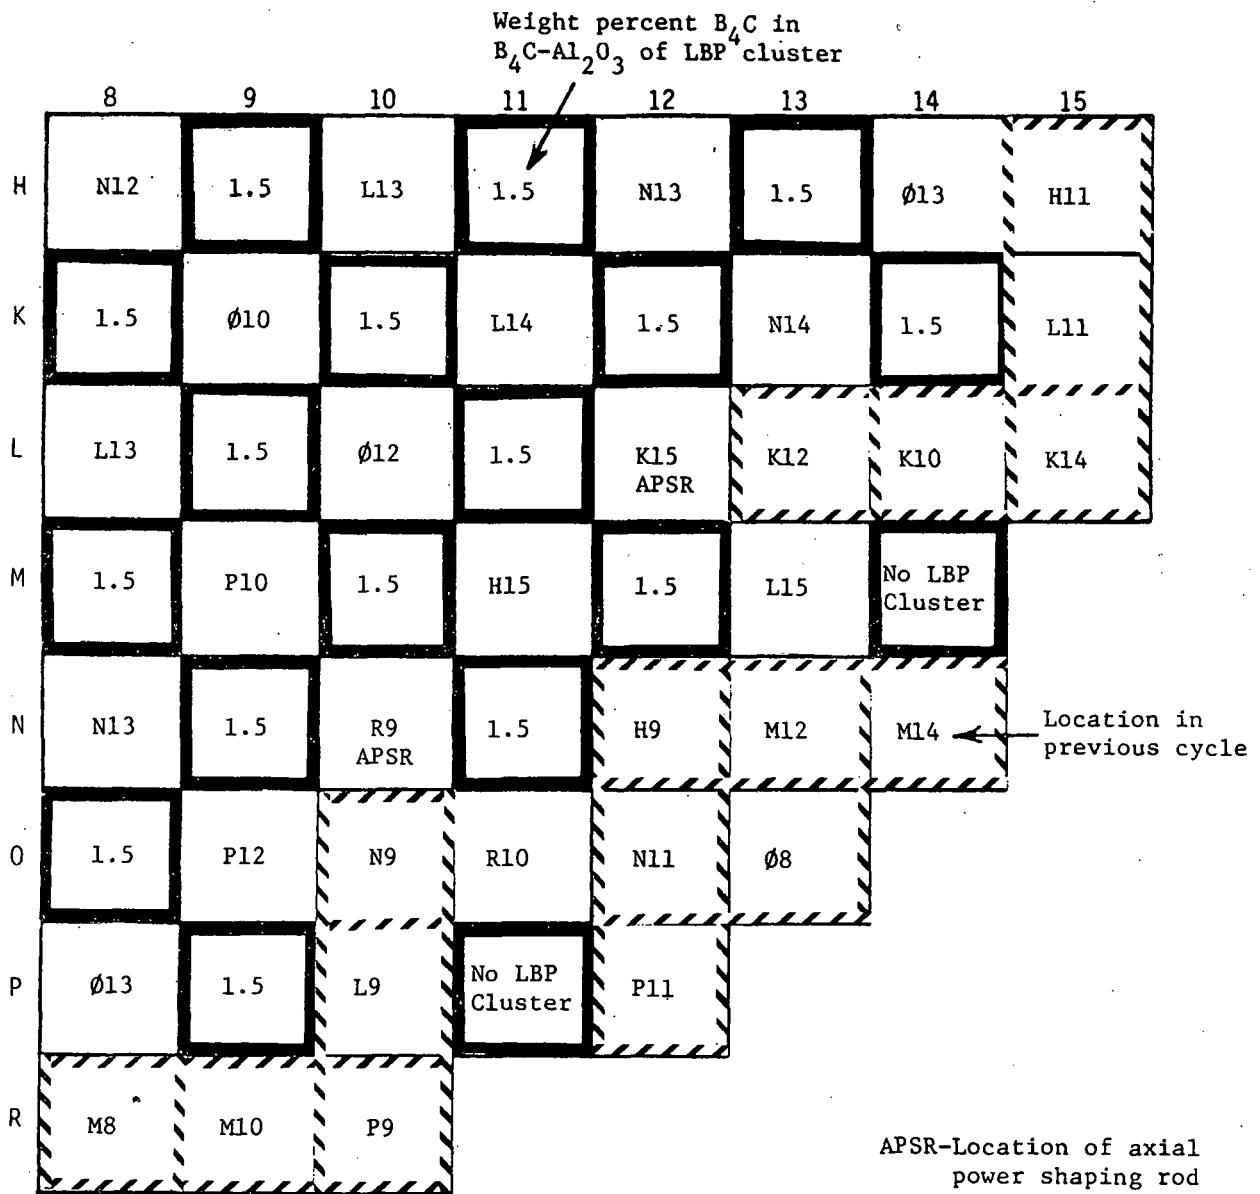 Weight percent B4C in
B4C-Al2O3 of LBP cluster
8 9 10 11 12 13 14 15
H N12 1.5 L13 1.5 N13 1.5 Ø13 H11
K 1.5 Ø10 1.5 L14 1.5 N14 1.5 L11
L L13 1.5 Ø12 1.5 K15 K12 K10 K14
APSR
M 1.5 P10 1.5 H15 1.5 L15 No LBP
Cluster
N N13 1.5 R9 1.5 H9 M12 M14
APSR
Location in
previous cycle
O 1.5 P12 N9 R10 N11 Ø8
P Ø13 1.5 L9 No LBP P11
Cluster
R M8 M10 P9
APSR-Location of axial
power shaping rod